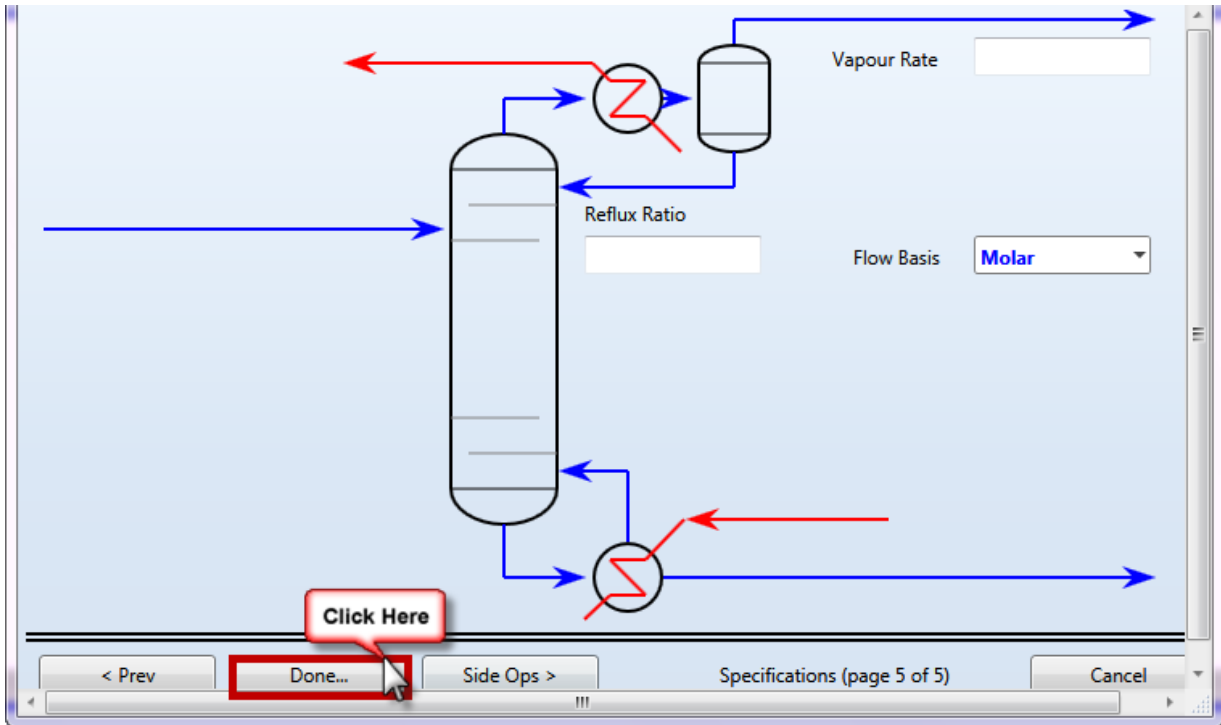 Vapour Rate
Reflux Ratio
Flow Basis
Molar
Click Here
< Prev
Done...
Side Ops >
Specifications (page 5 of 5)
Cancel